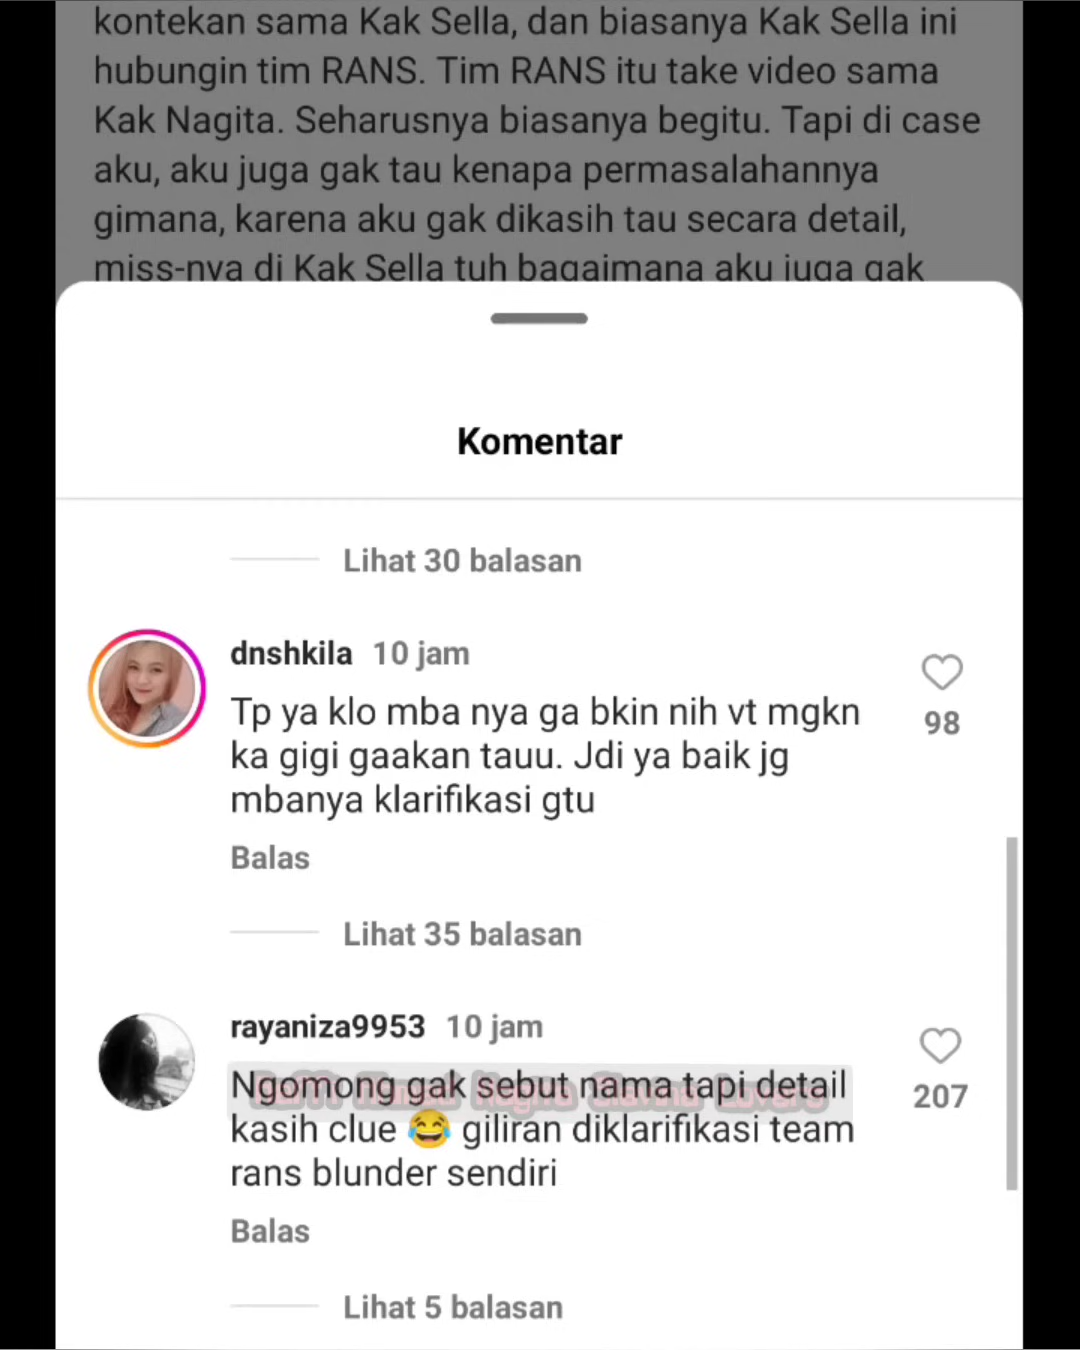 kontekan sama Kak Sella, dan biasanya Kak Sella ini
hubungin tim RANS. Tim RANS itu take video sama
Kak Nagita. Seharusnya biasanya begitu. Tapi di case
aku, aku juga gak tau kenapa permasalahannya
gimana, karena aku gak dikasih tau secara detail,
miss-nya di Kak Sella tuh bagaimana aku juga gak
Komentar
Lihat 30 balasan
dnshkila 10 jam
Tp ya klo mba nya ga bkin nih vt mgkn
98
ka gigi gaakan tauu. Jdi ya baik jg
mbanya klarifikasi gtu
Balas
Lihat 35 balasan
rayaniza9953 10 jam
Ngomong gak sebut nama tapi detail
207
kasih clue 😂 giliran diklarifikasi team
rans blunder sendiri
Balas
Lihat 5 balasan